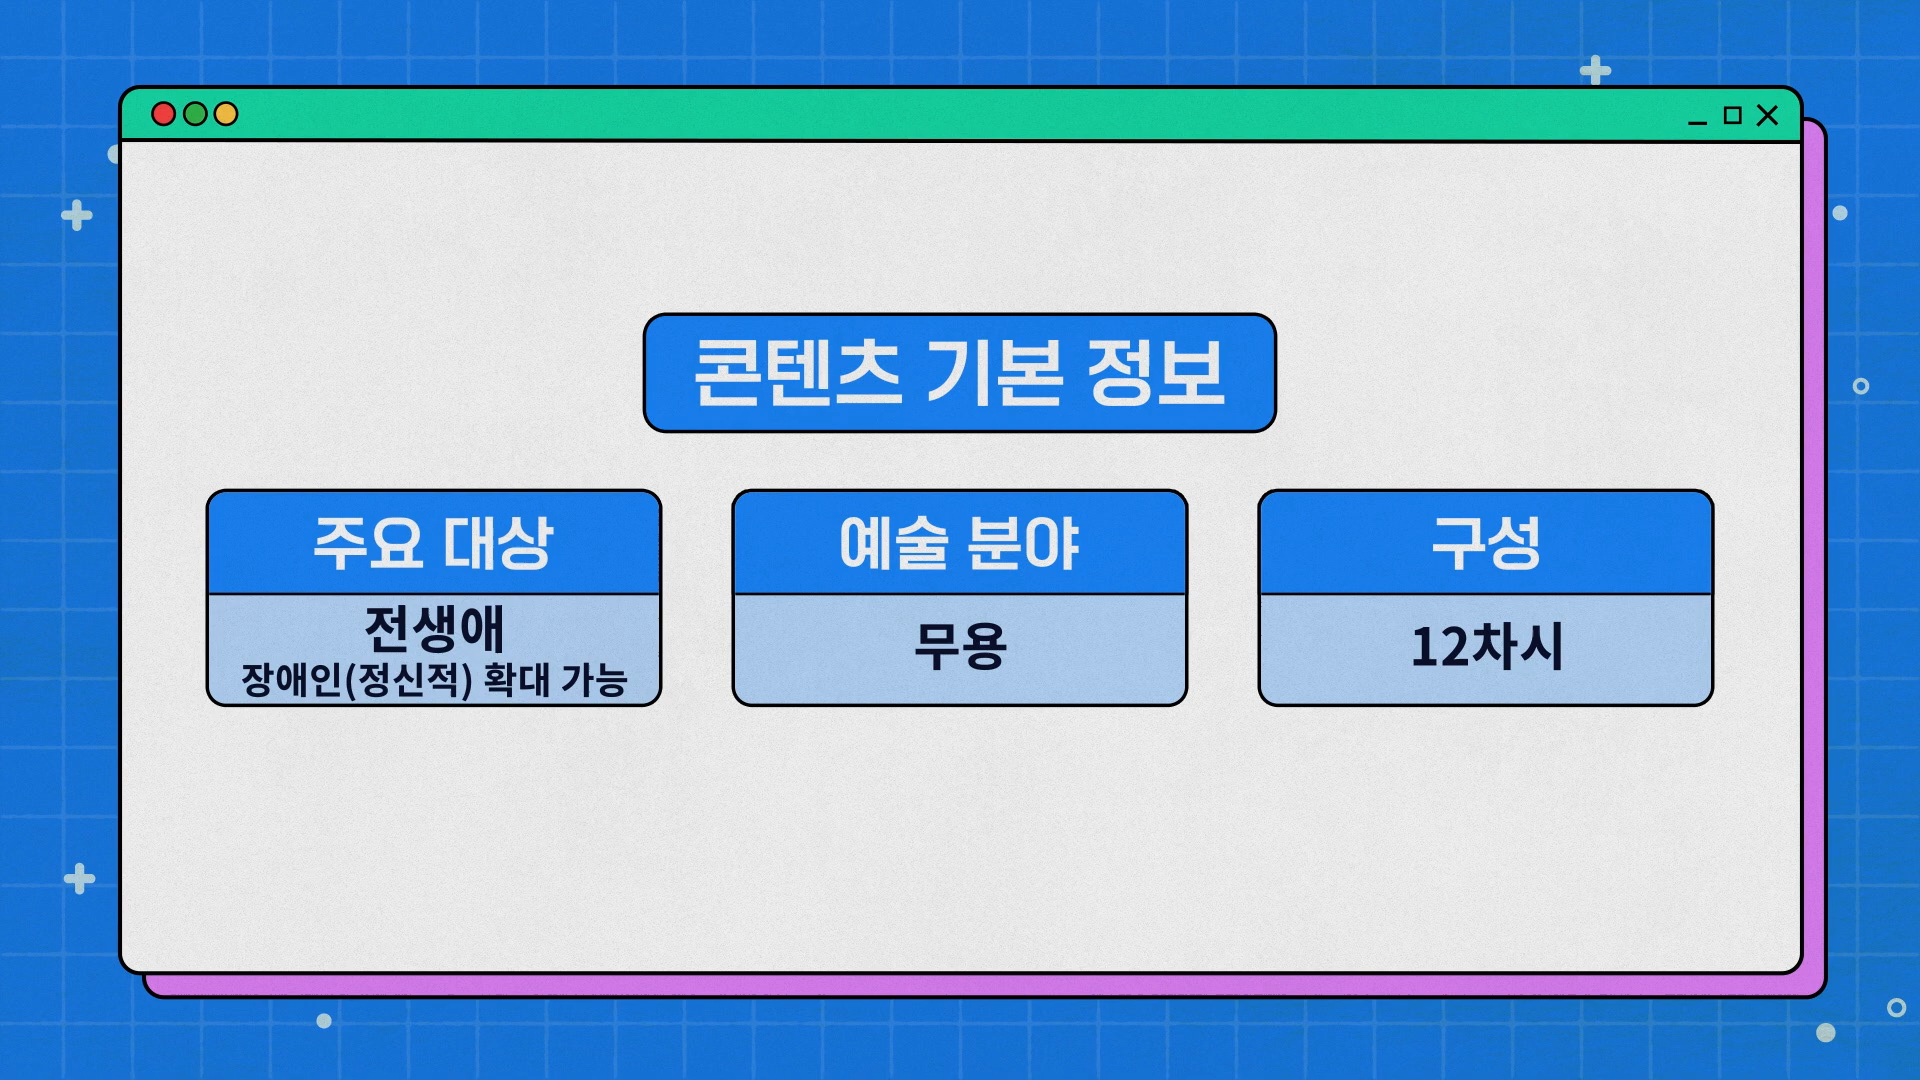 콘텐츠 기본 정보
주요 대상
전생애
장애인(정신적) 확대 가능
예술 분야
무용
구성
12차시